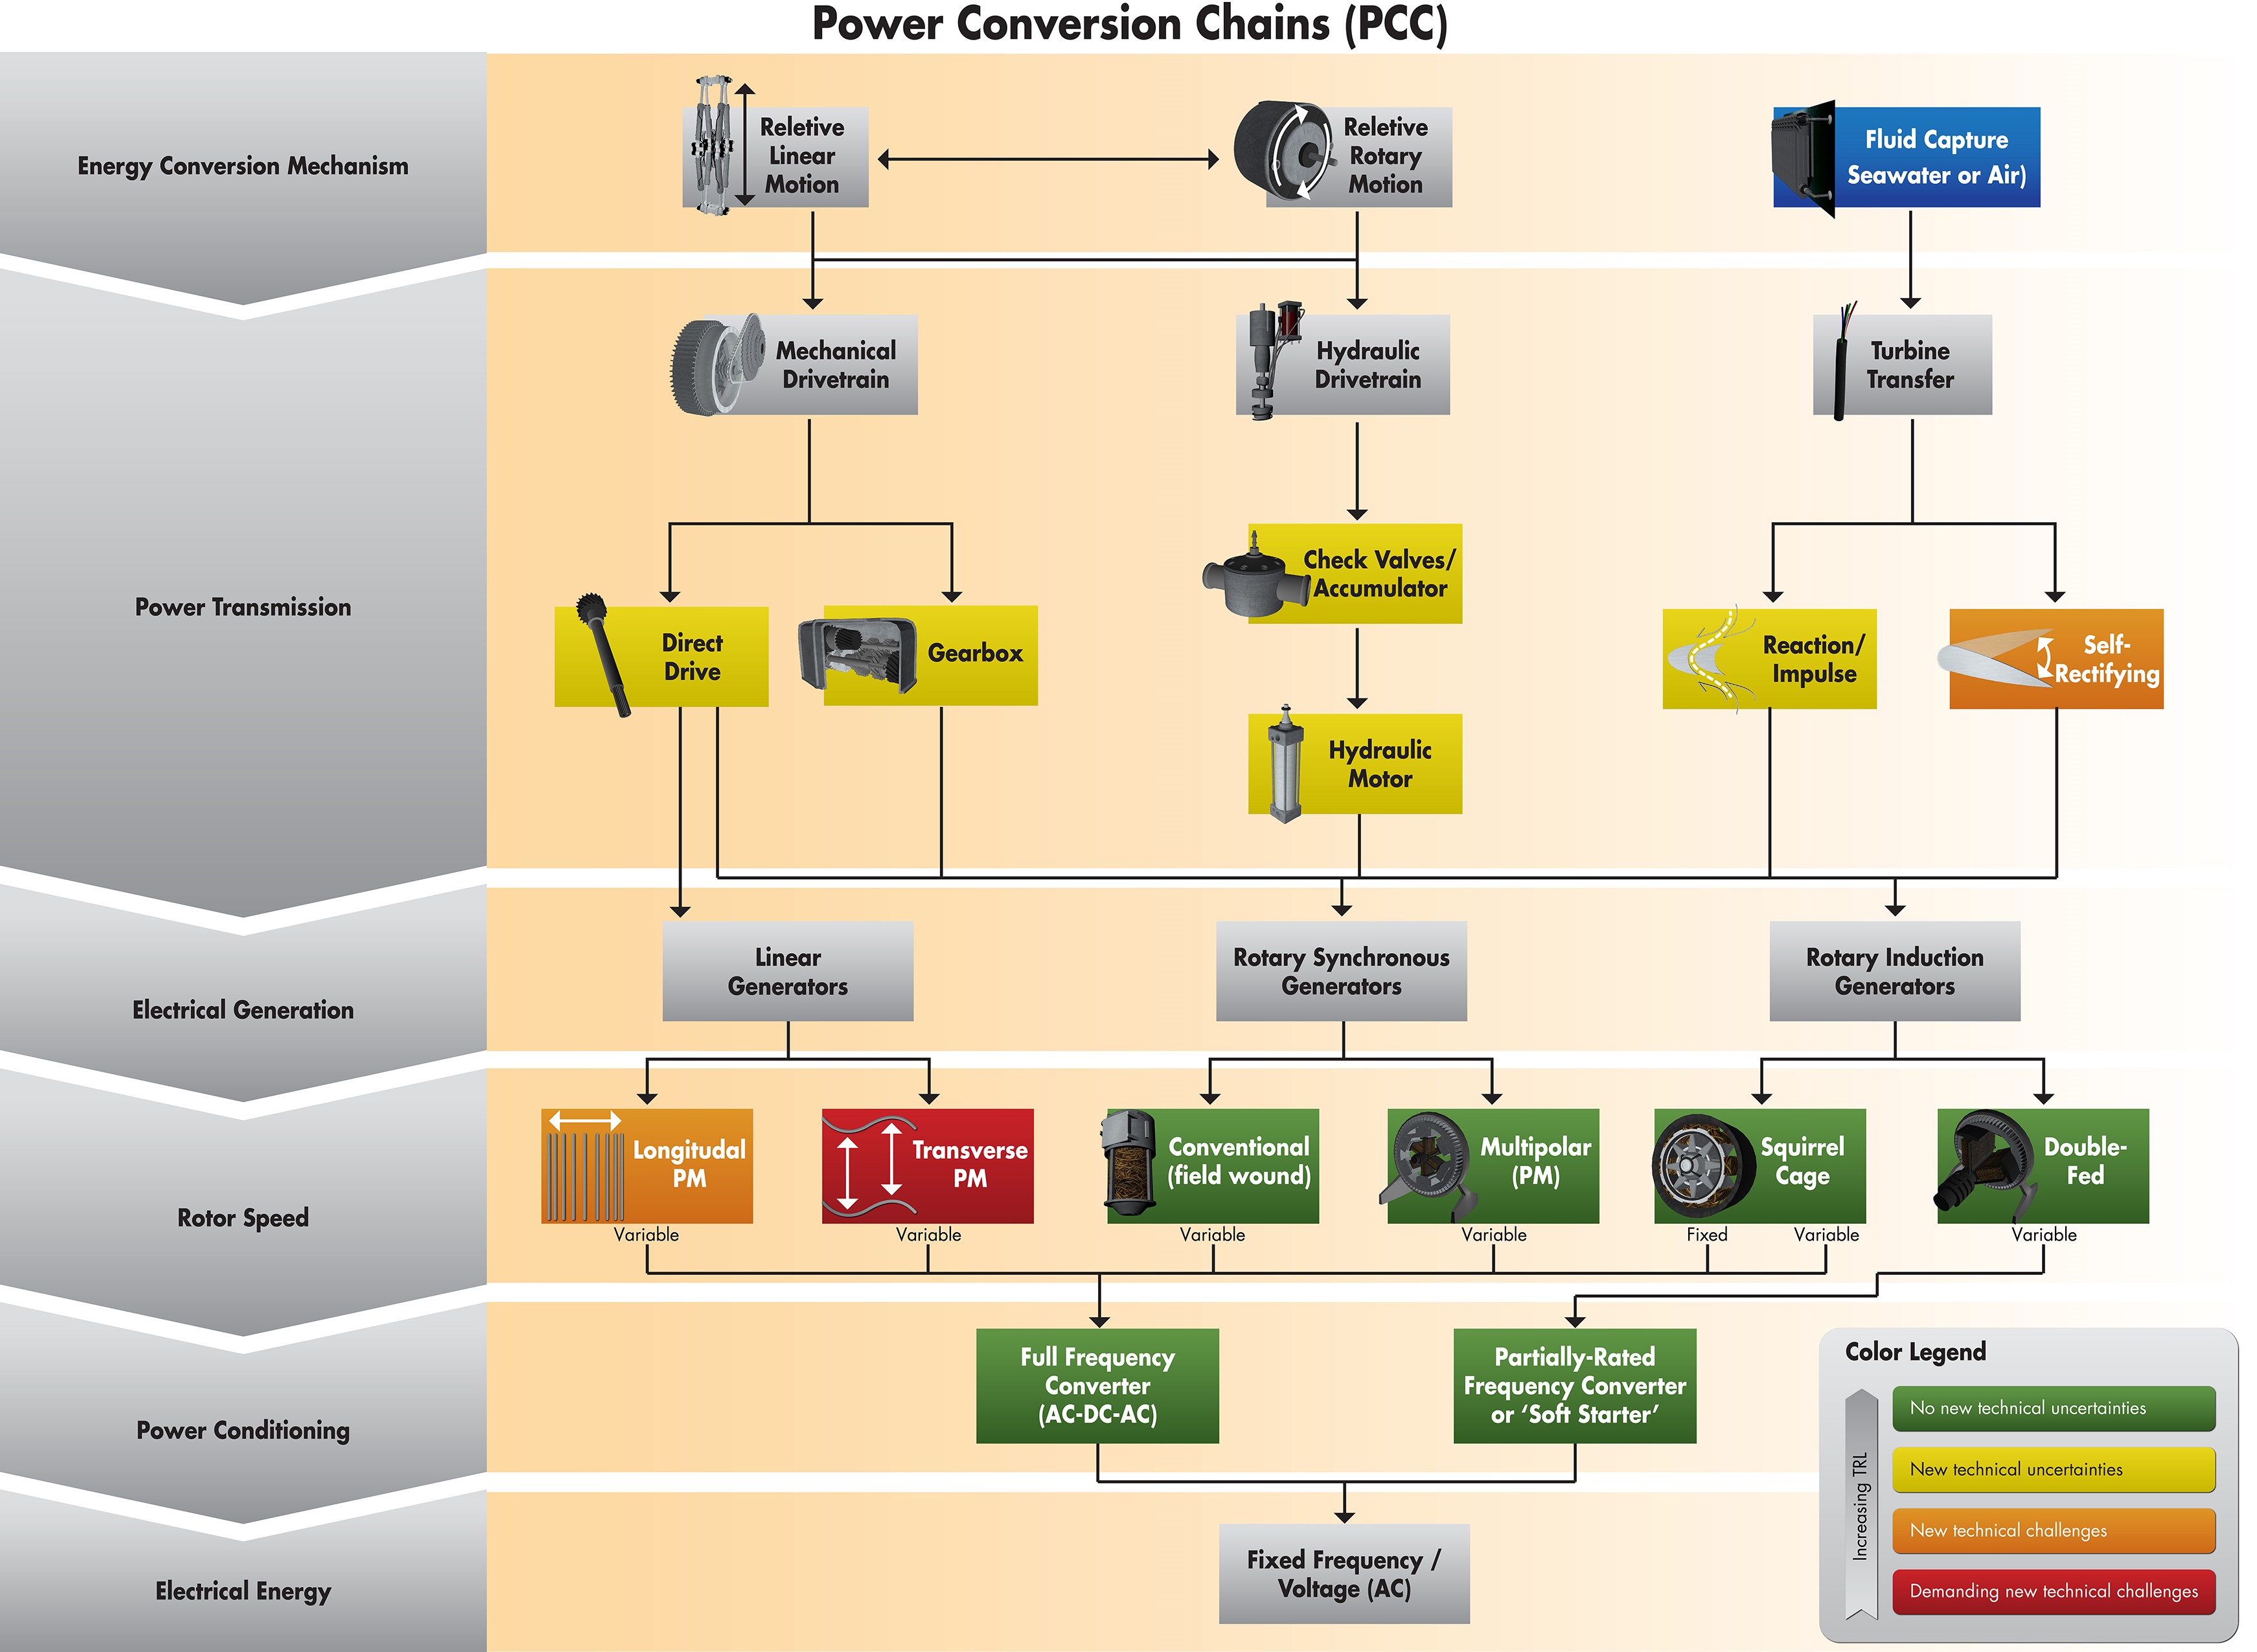 Power Conversion Chains (PCC)
Energy Conversion Mechanism
Reletive
Linear
Motion
Reletive
Rotary
Motion
Fluid Capture
Seawater or Air)
Power Transmission
Mechanical
Drivetrain
Hydraulic
Drivetrain
Turbine
Transfer
Check Valves/
Accumulator
Direct
Drive
Gearbox
Reaction/
Impulse
Self-
Rectifying
Hydraulic
Motor
Electrical Generation
Linear
Generators
Rotary Synchronous
Generators
Rotary Induction
Generators
Rotor Speed
Longitudal
PM
Variable
Transverse
PM
Variable
Conventional
(field wound)
Variable
Multipolar
(PM)
Variable
Squirrel
Cage
Fixed
Variable
Double-
Fed
Variable
Power Conditioning
Full Frequency
Converter
(AC-DC-AC)
Partially-Rated
Frequency Converter
or ‘Soft Starter’
Electrical Energy
Fixed Frequency /
Voltage (AC)
Color Legend
Increasing TRL
No new technical uncertainties
New technical uncertainties
New technical challenges
Demanding new technical challenges